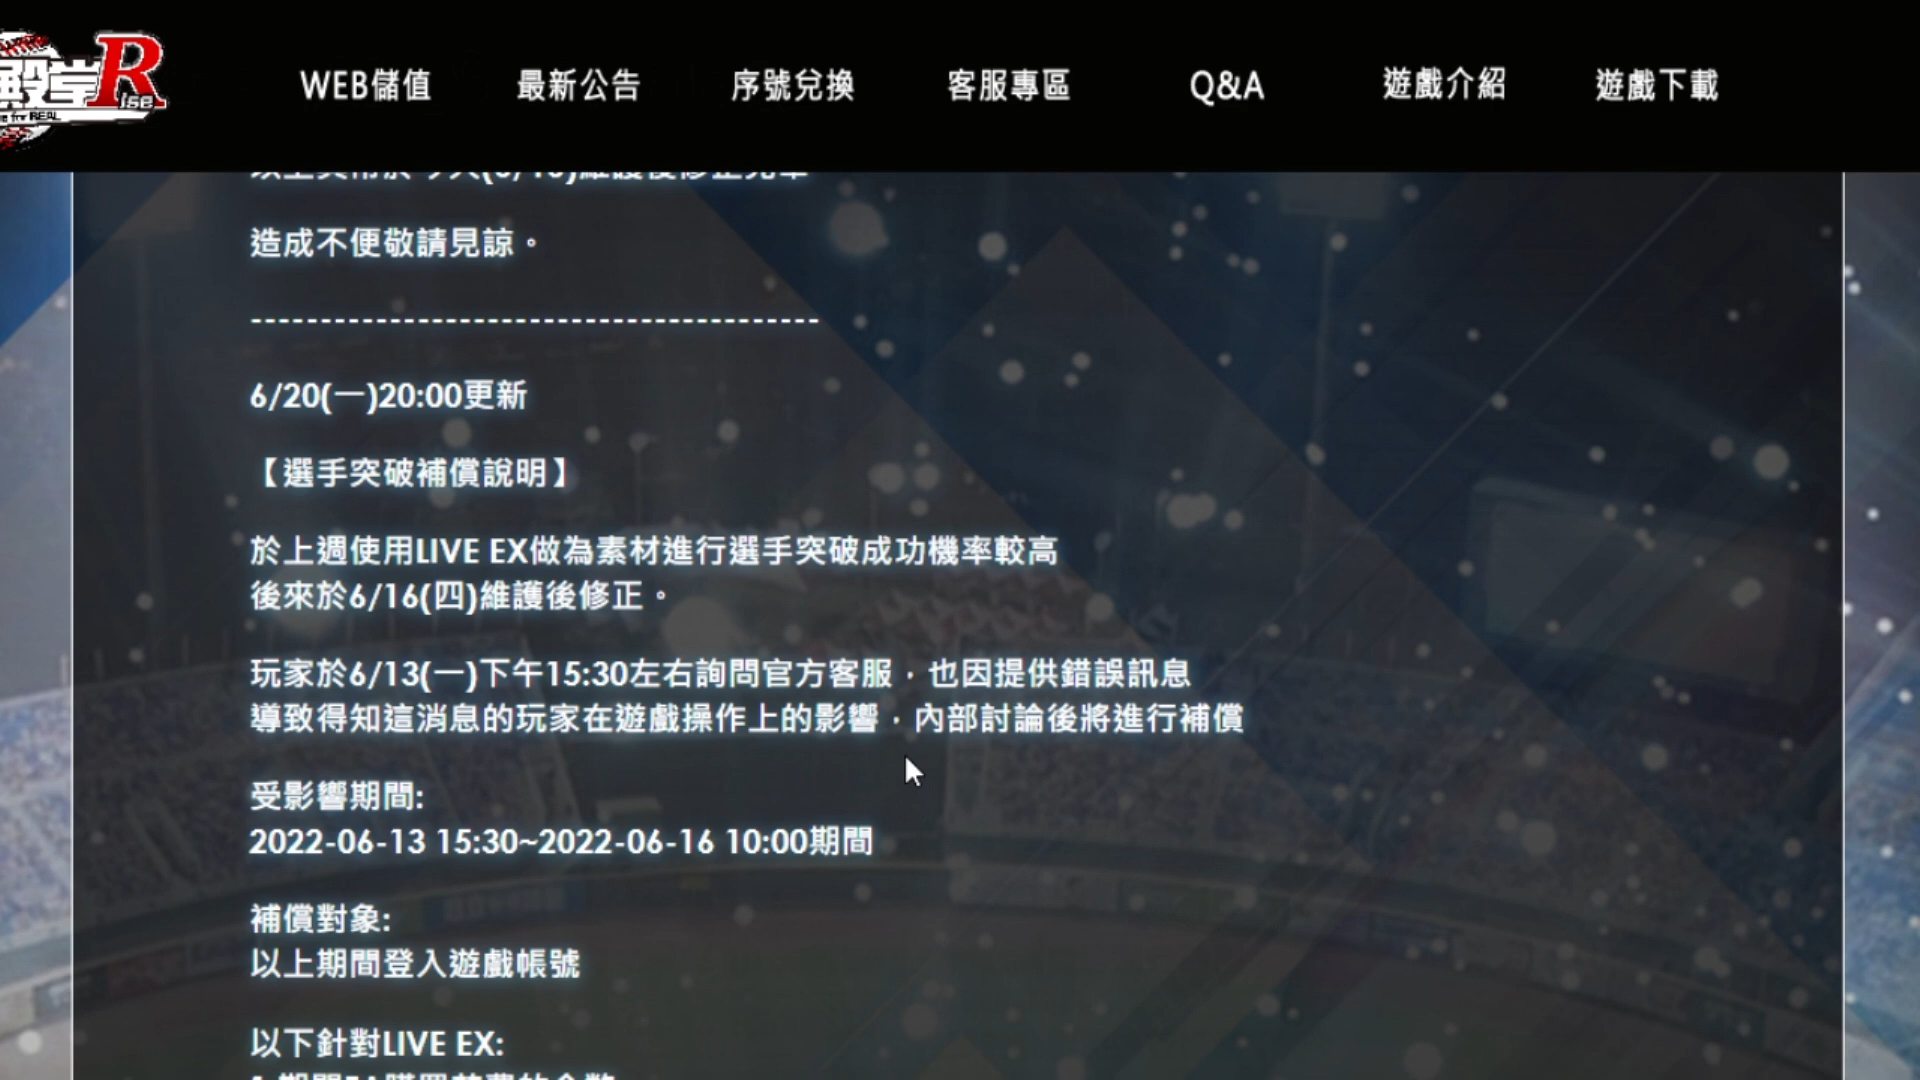 殿堂Rise
WEB儲值
最新公告
序號兌換
客服專區
Q&A
遊戲介紹
遊戲下載
造成不便敬請見諒。
-----------------------------------------
6/20(一)20:00更新
【選手突破補償說明】
於上週使用LIVE EX做為素材進行選手突破成功機率較高
後來於6/16(四)維護後修正。
玩家於6/13(一)下午15:30左右詢問官方客服，也因提供錯誤訊息
導致得知這消息的玩家在遊戲操作上的影響，內部討論後將進行補償
受影響期間:
2022-06-13 15:30~2022-06-16 10:00期間
補償對象:
以上期間登入遊戲帳號
以下針對LIVE EX: